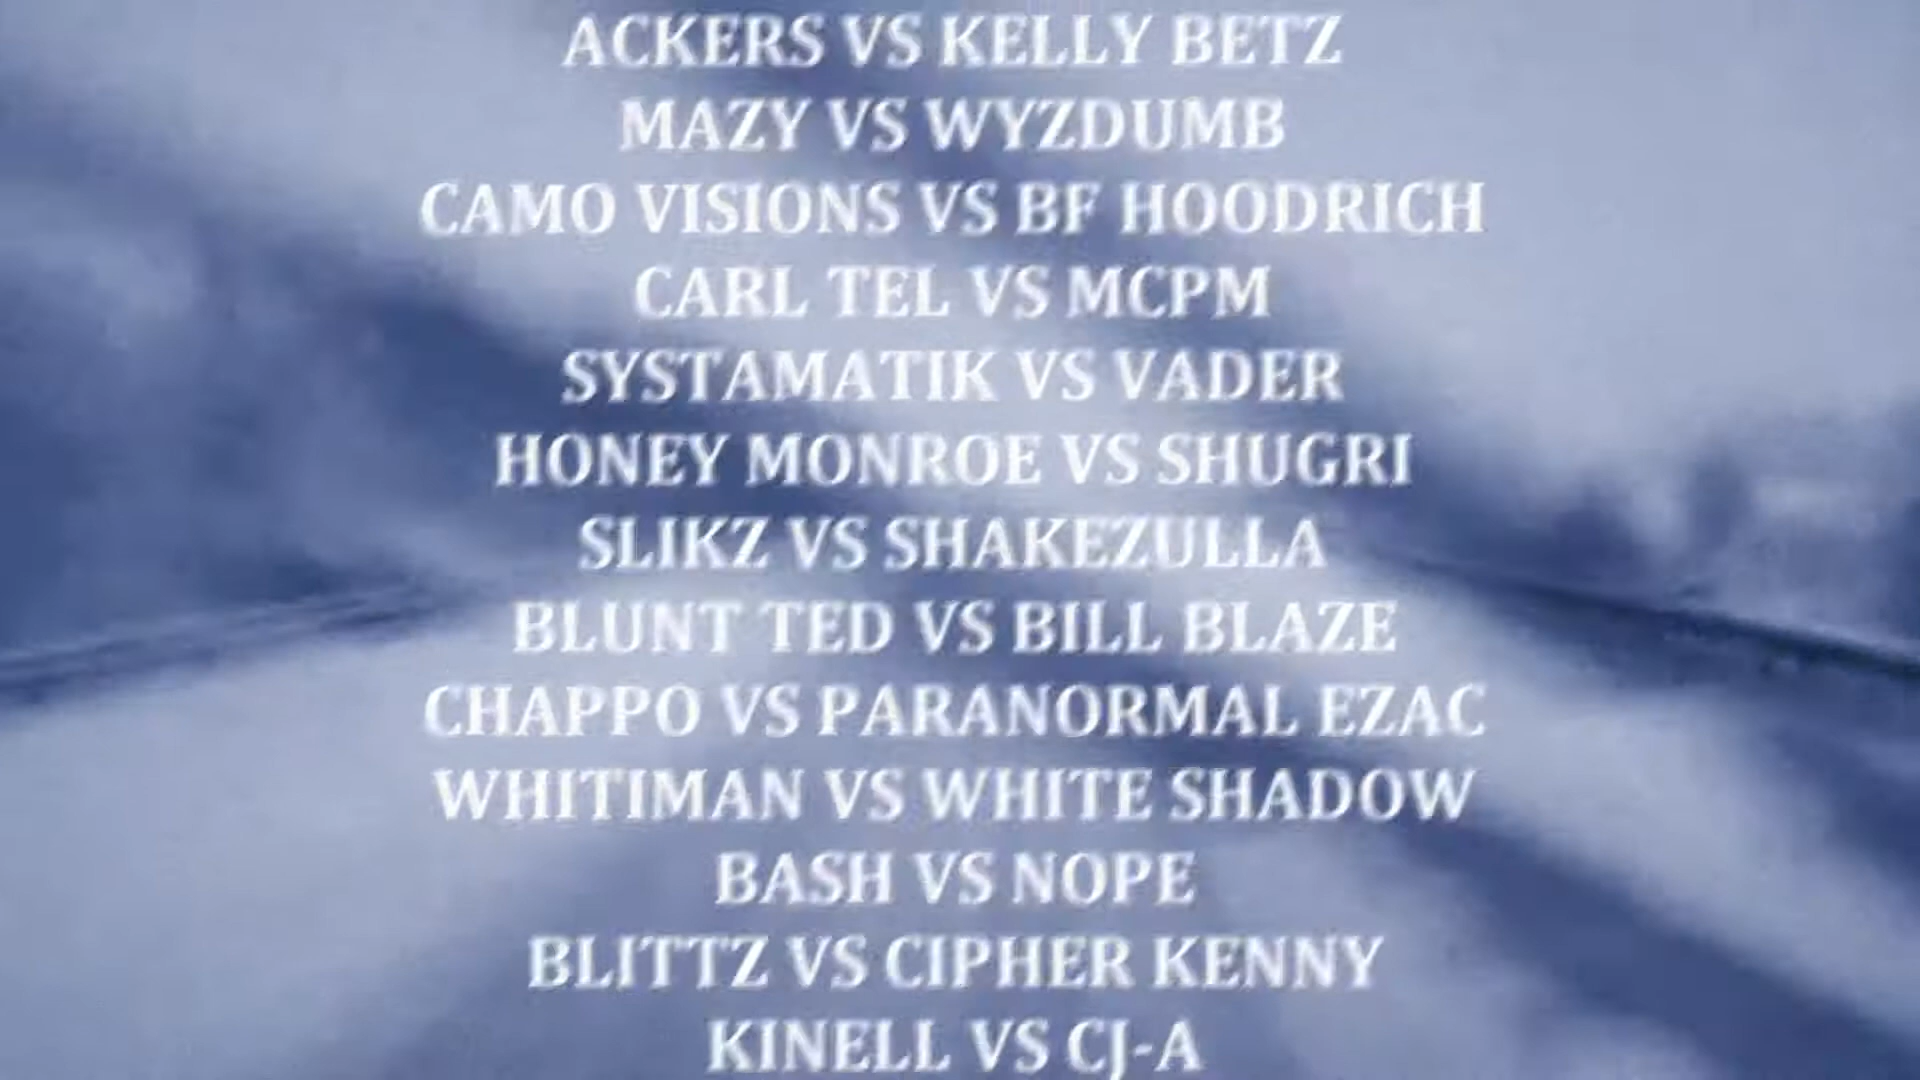 ACKERS VS KELLY BETZ
MAZY VS WYZDUMB
CAMO VISIONS VS BF HOODRICH
CARL TEL VS MCPM
SYSTAMATIK VS VADER
HONEY MONROE VS SHUGRI
SLIKZ VS SHAKEZULLA
BLUNT TED VS BILL BLAZE
CHAPPO VS PARANORMAL EZAC
WHITIMAN VS WHITE SHADOW
BASH VS NOPE
BLITTZ VS CIPHER KENNY
KINELL VS CJ-A